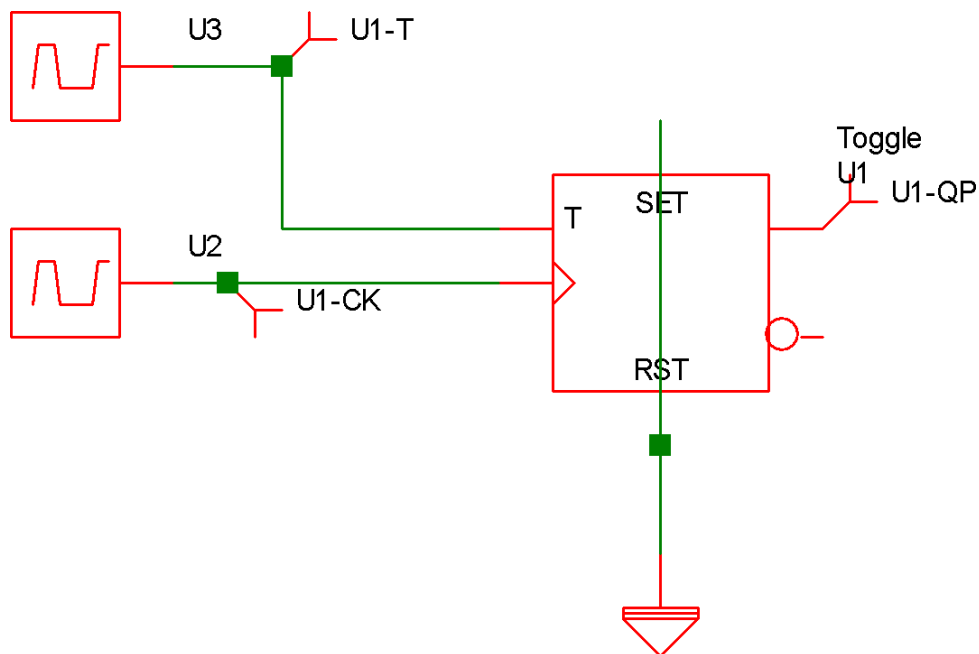 U3
U1-T
Toggle
U1
U1-QP
SET
T
U2
U1-CK
RST